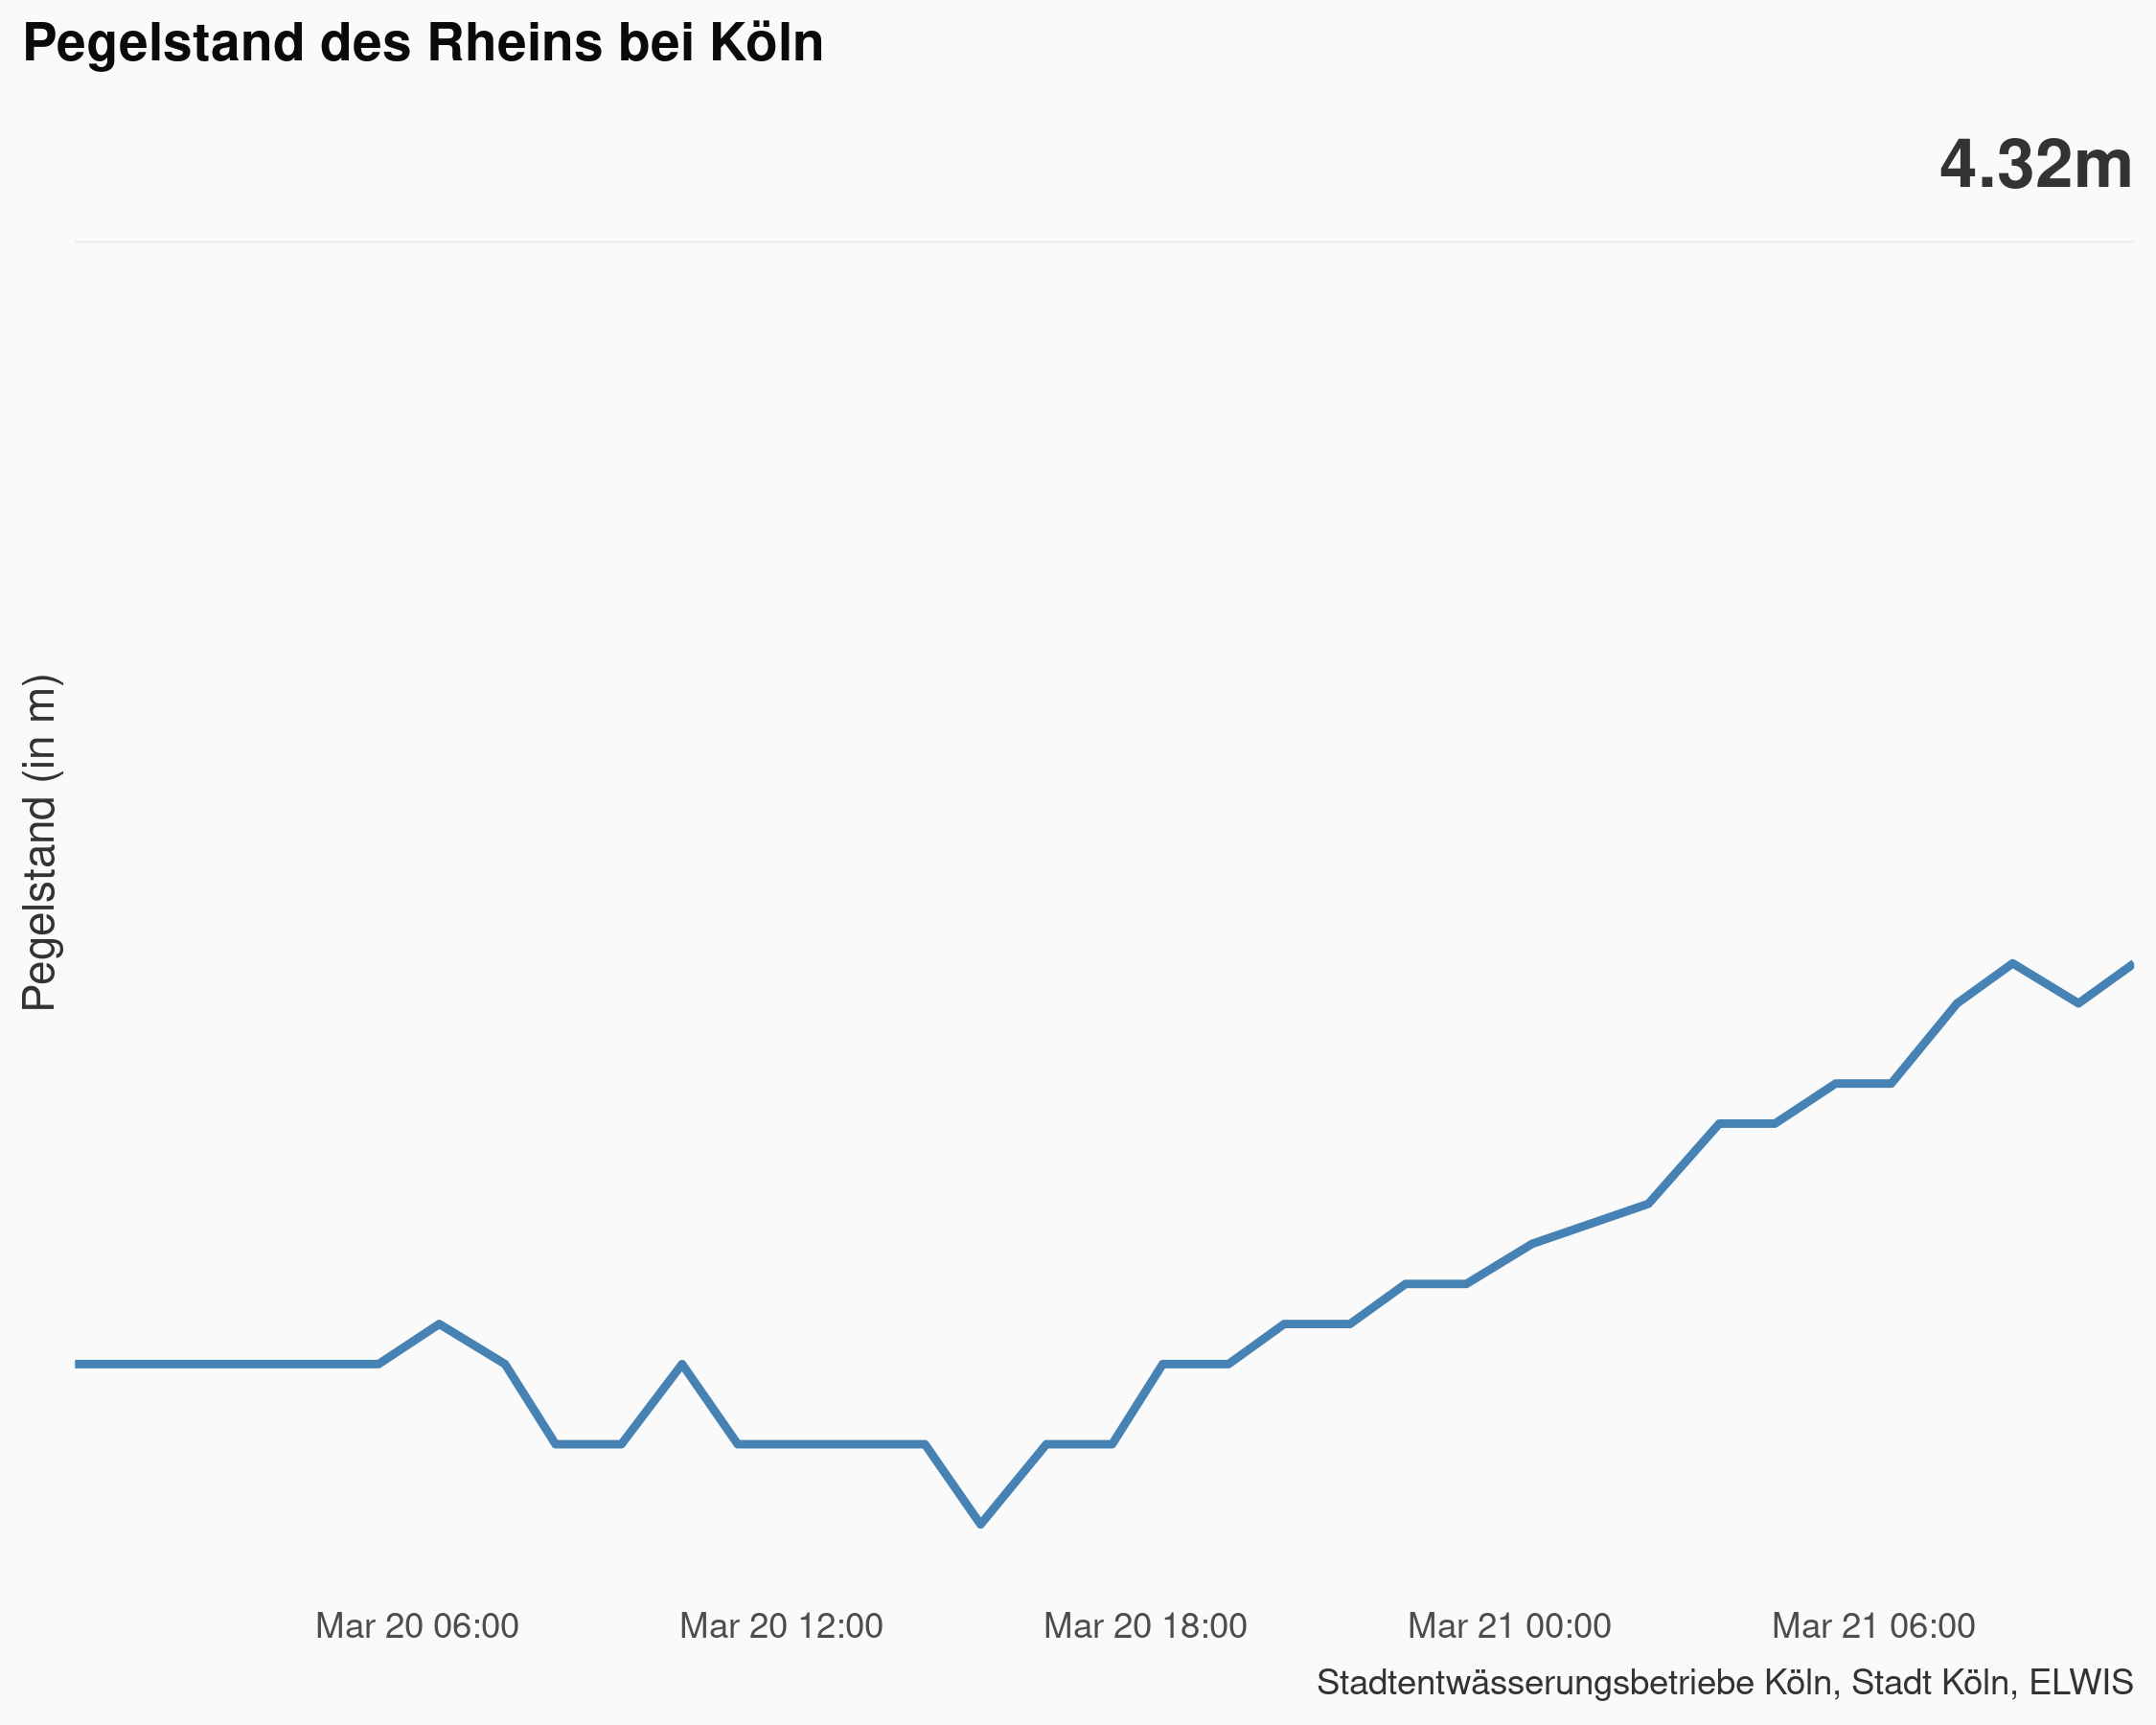 Pegelstand des Rheins bei Köln
4.32m
Pegelstand (in m)
Mar 20 06:00
Mar 20 12:00
Mar 20 18:00
Mar 21 00:00
Mar 21 06:00
Stadtentwässerungsbetriebe Köln, Stadt Köln, ELWIS